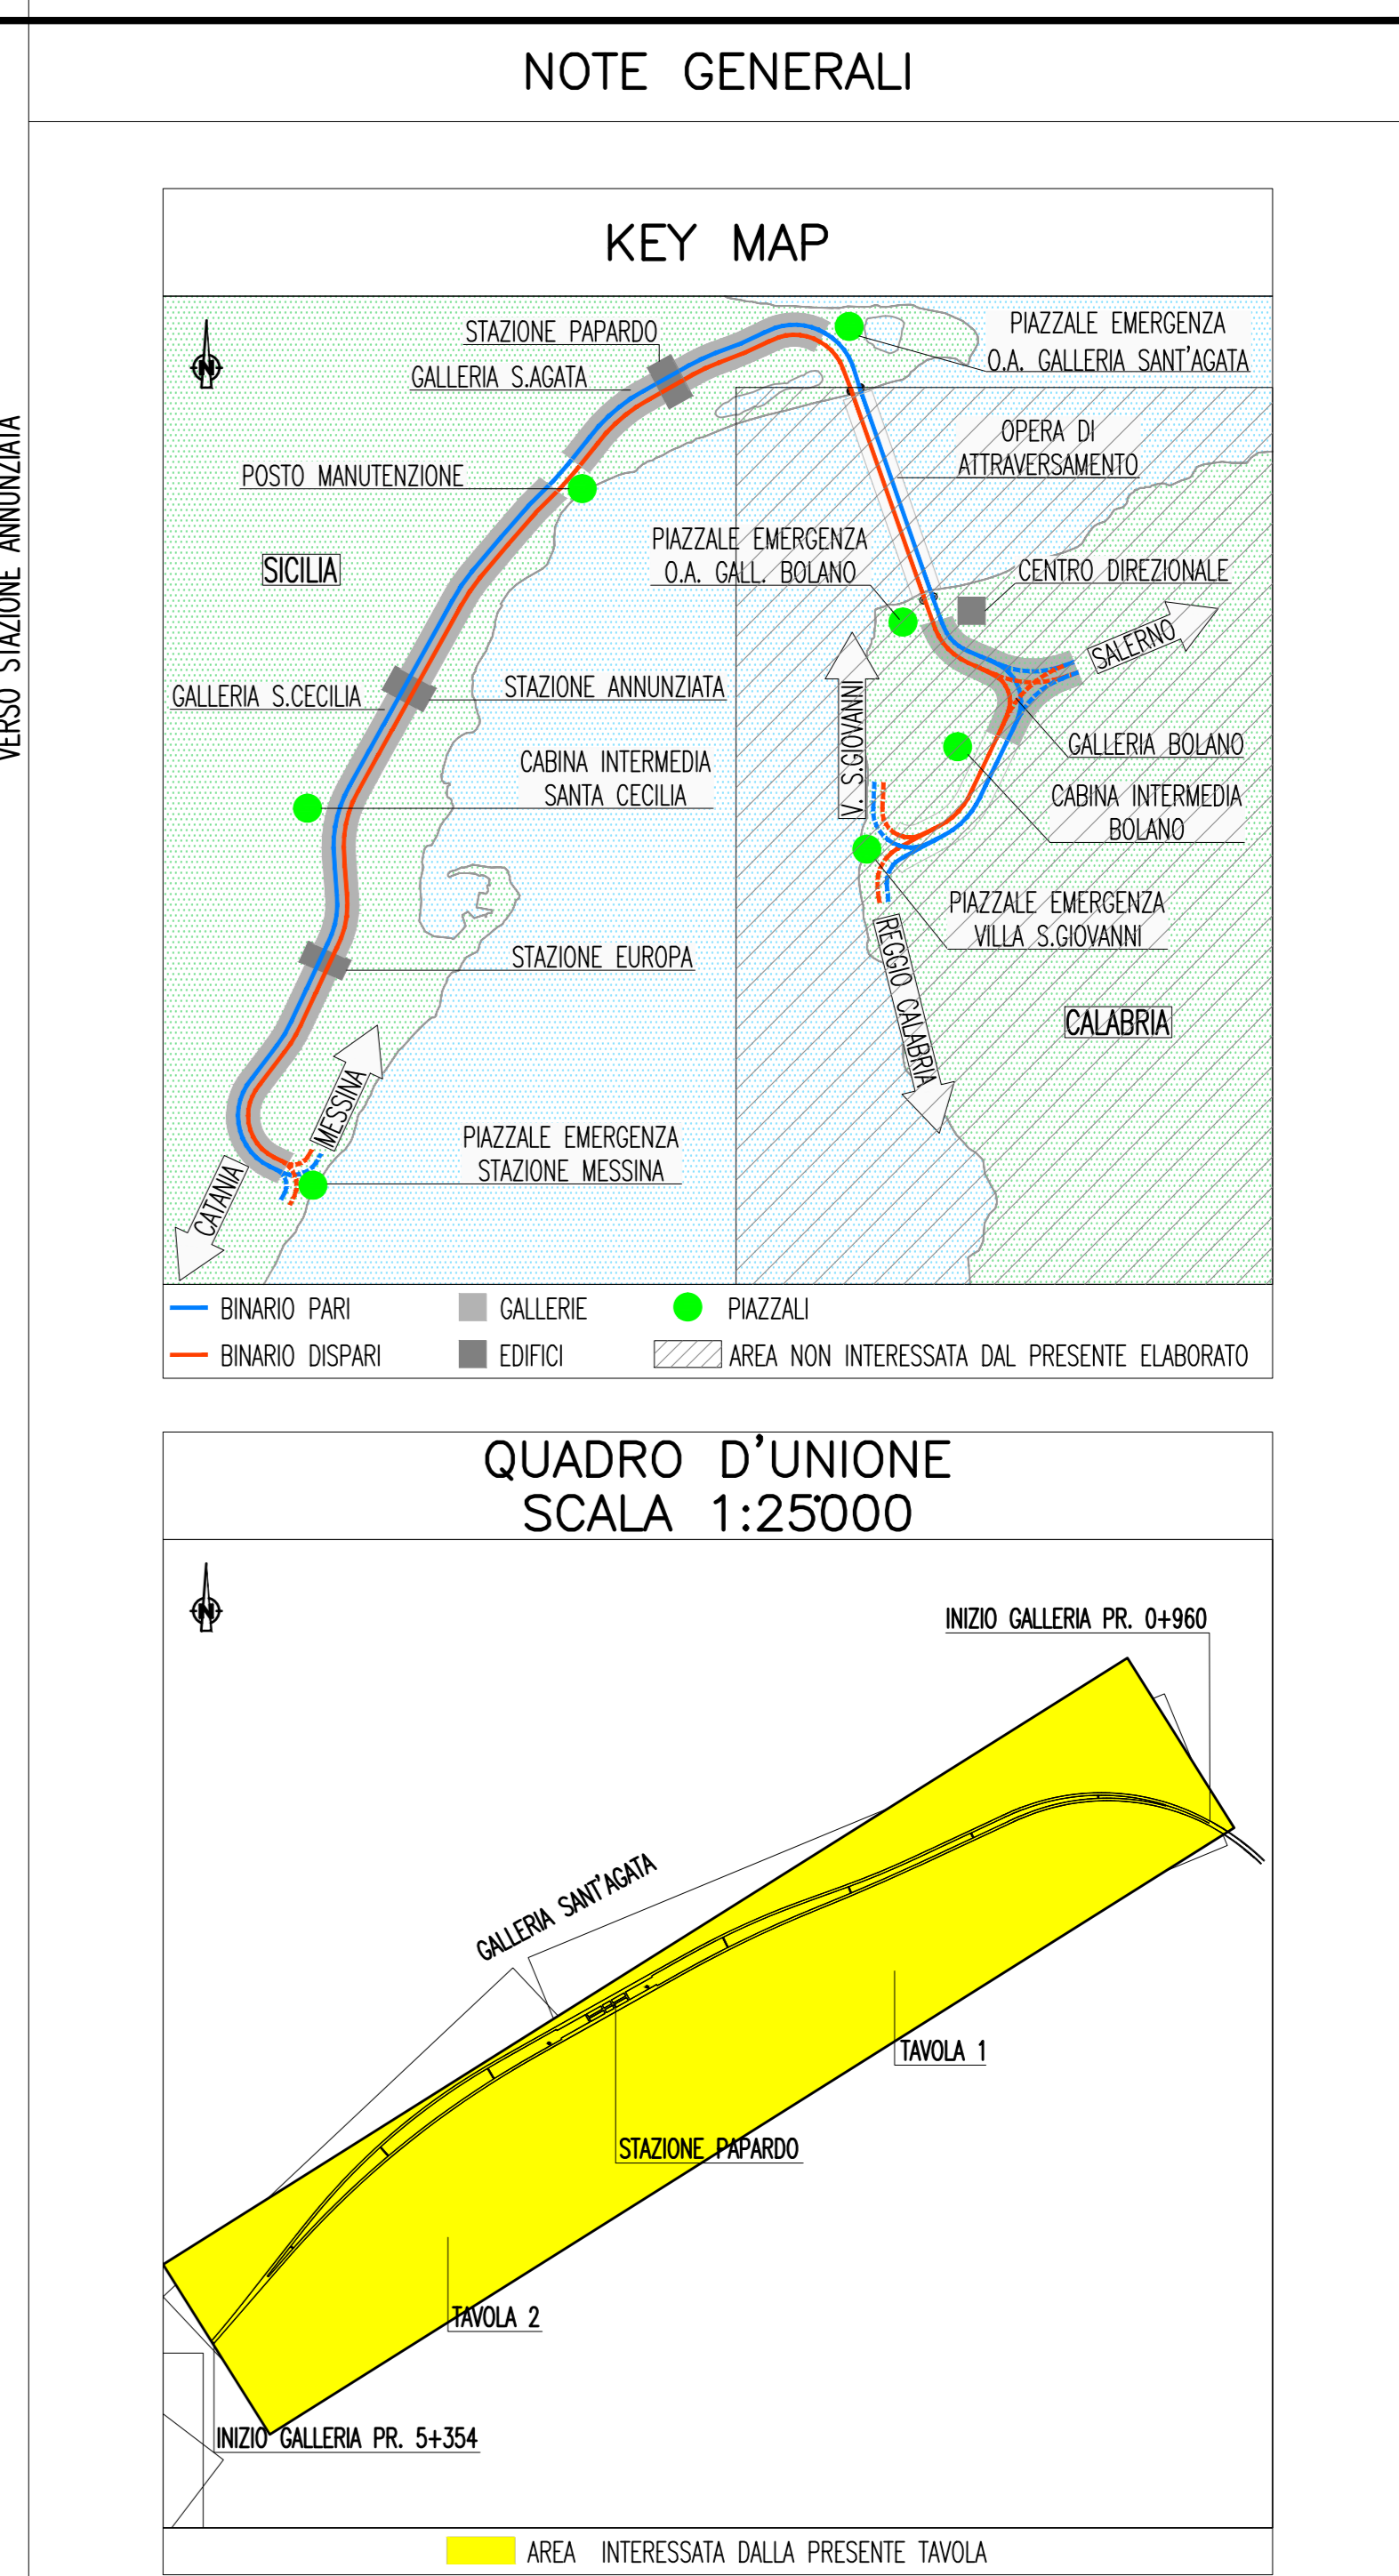 NOTE GENERALI
VERSO STAZIONE ANNUNZIATA
KEY MAP
N
STAZIONE PAPARDO
GALLERIA S.AGATA
PIAZZALE EMERGENZA
O.A. GALLERIA SANT'AGATA
OPERA DI
ATTRAVERSAMENTO
POSTO MANUTENZIONE
SICILIA
PIAZZALE EMERGENZA
O.A. GALL. BOLANO
CENTRO DIREZIONALE
SALERNO
GALLERIA S.CECILIA
STAZIONE ANNUNZIATA
V. S.GIOVANNI
GALLERIA BOLANO
CABINA INTERMEDIA
SANTA CECILIA
CABINA INTERMEDIA
BOLANO
PIAZZALE EMERGENZA
VILLA S.GIOVANNI
STAZIONE EUROPA
REGGIO CALABRIA
CALABRIA
MESSINA
PIAZZALE EMERGENZA
STAZIONE MESSINA
CATANIA
BINARIO PARI
GALLERIE
PIAZZALI
BINARIO DISPARI
EDIFICI
AREA NON INTERESSATA DAL PRESENTE ELABORATO
QUADRO D'UNIONE
SCALA 1:25'000
N
INIZIO GALLERIA PR. 0+960
GALLERIA SANT'AGATA
TAVOLA 1
STAZIONE PAPARDO
TAVOLA 2
INIZIO GALLERIA PR. 5+354
AREA INTERESSATA DALLA PRESENTE TAVOLA